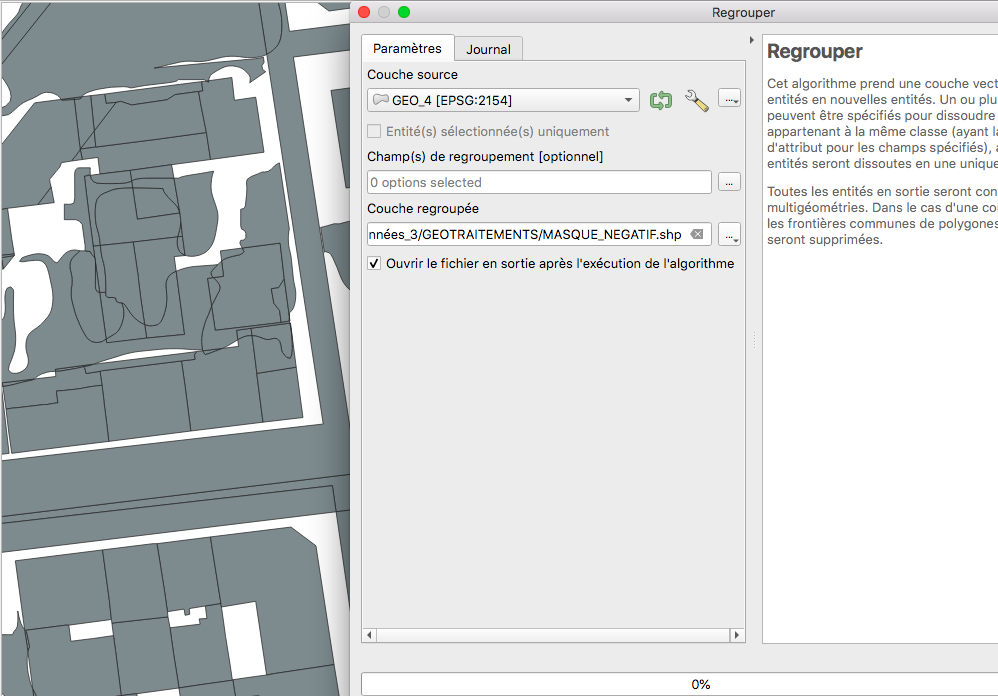 Regrouper
Paramètres
Journal
Couche source
GEO_4 [EPSG:2154]
...
Entité(s) sélectionnée(s) uniquement
Champ(s) de regroupement [optionnel]
0 options selected
...
Couche regroupée
nnées_3/GEOTRAITEMENTS/MASQUE_NEGATIF.shp
...
Ouvrir le fichier en sortie après l'exécution de l'algorithme
Regrouper
Cet algorithme prend une couche vect
entités en nouvelles entités. Un ou plu
peuvent être spécifiés pour dissoudre
appartenant à la même classe (ayant la
d'attribut pour les champs spécifiés), a
entités seront dissoutes en une unique
Toutes les entités en sortie seront con
multigéométries. Dans le cas d'une co
les frontières communes de polygones
seront supprimées.
0%